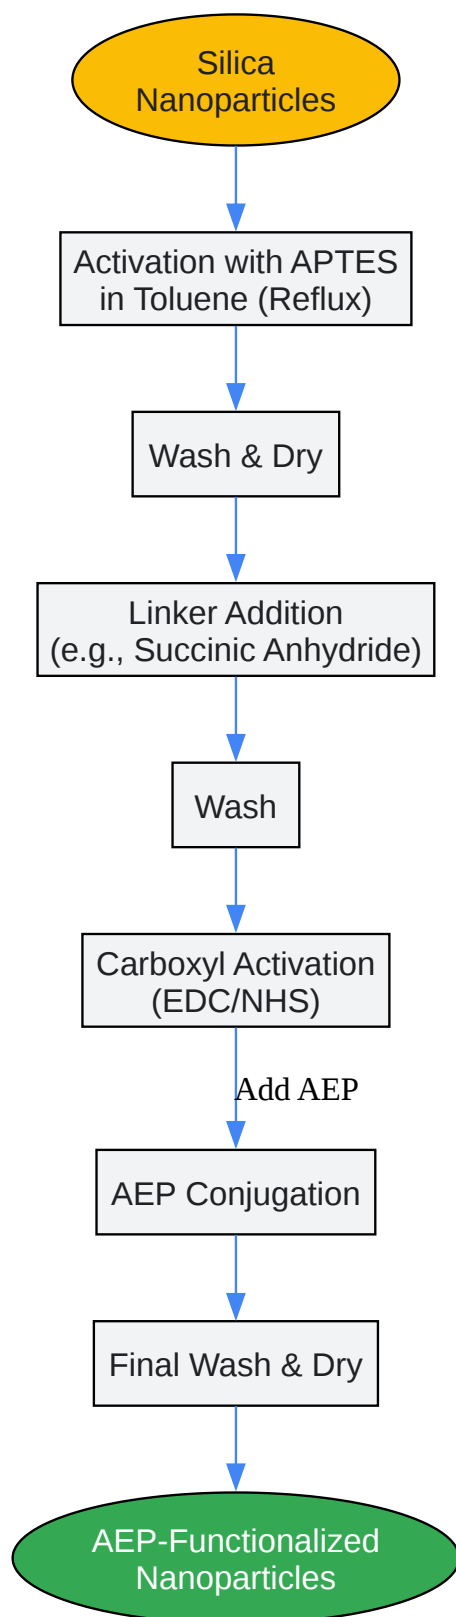 Silica
Nanoparticles
Activation with APTES
in Toluene (Reflux)
Wash & Dry
Linker Addition
(e.g., Succinic Anhydride)
Wash
Carboxyl Activation
(EDC/NHS)
Add AEP
AEP Conjugation
Final Wash & Dry
AEP-Functionalized
Nanoparticles